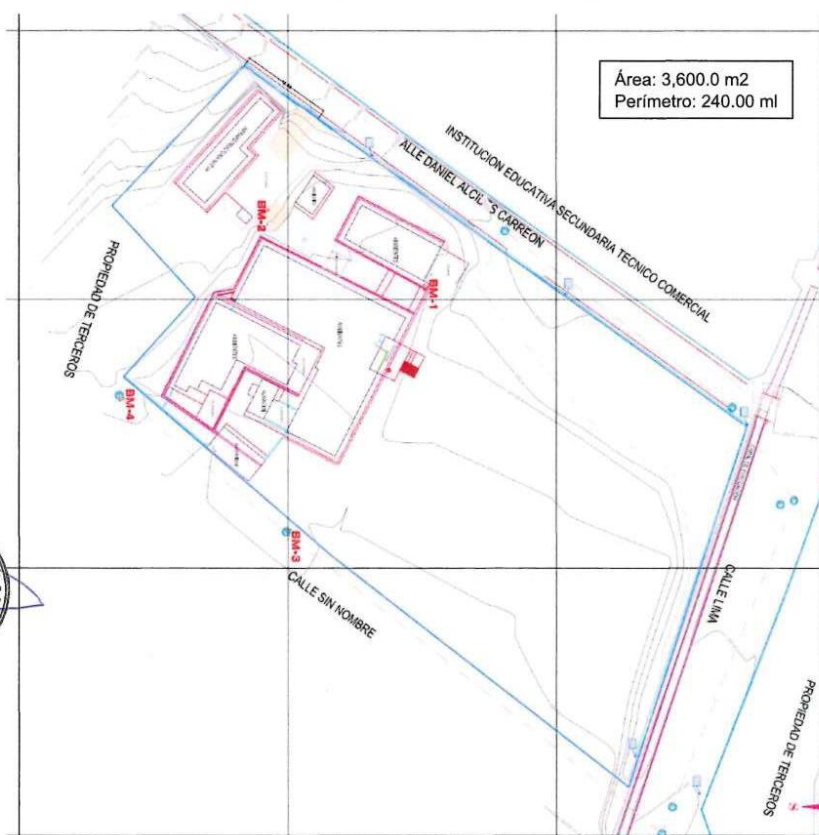 Área: 3,600.0 m2
Perímetro: 240.00 ml
INSTITUCION EDUCATIVA SECUNDARIA TECNICO COMERCIAL
ALLE DANIEL ALCI S CARREON
BM-2
BM-1
PROPIEDAD DE TERCEROS
BM-4
BM-3
CALLE SIN NOMBRE
CALLE LIMA
PROPIEDAD DE TERCEROS